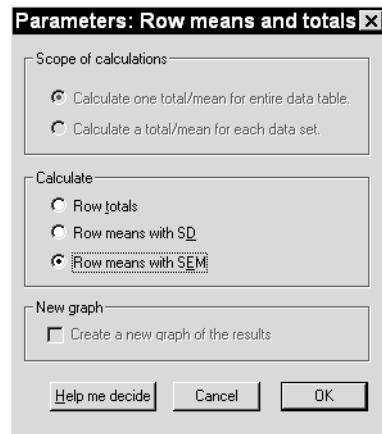 Parameters: Row means and totals
Scope of calculations
Calculate one total/mean for entire data table.
Calculate a total/mean for each data set.
Calculate
Row totals
Row means with SD
Row means with SEM
New graph
Create a new graph of the results
Help me decide Cancel OK